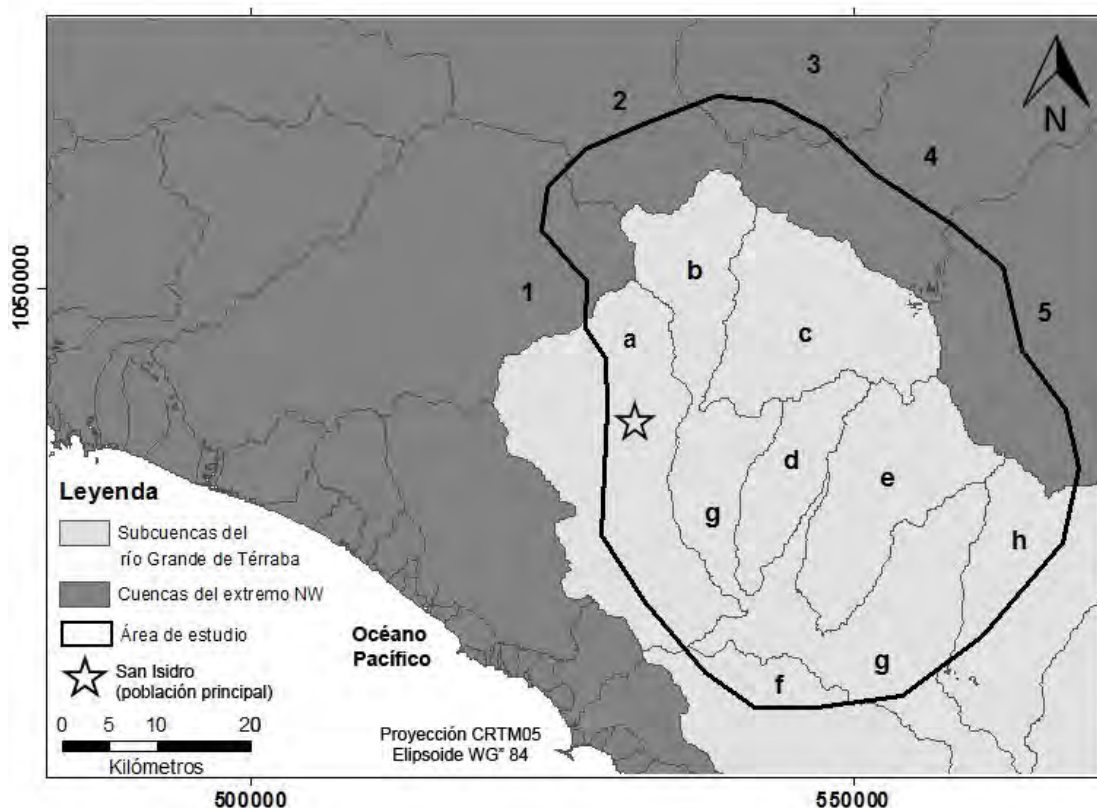 3
2
N
4
b
1
5
a
c
1050000
Leyenda
d
e
g
h
Subcuencas del
río Grande de Térraba
Cuencas del extremo NW
Área de estudio
Océano
Pacífico
g
San Isidro
(población principal)
f
0 5 10 20
Kilómetros
Proyección CRTM05
Elipsoide WG" 84
500000
550000